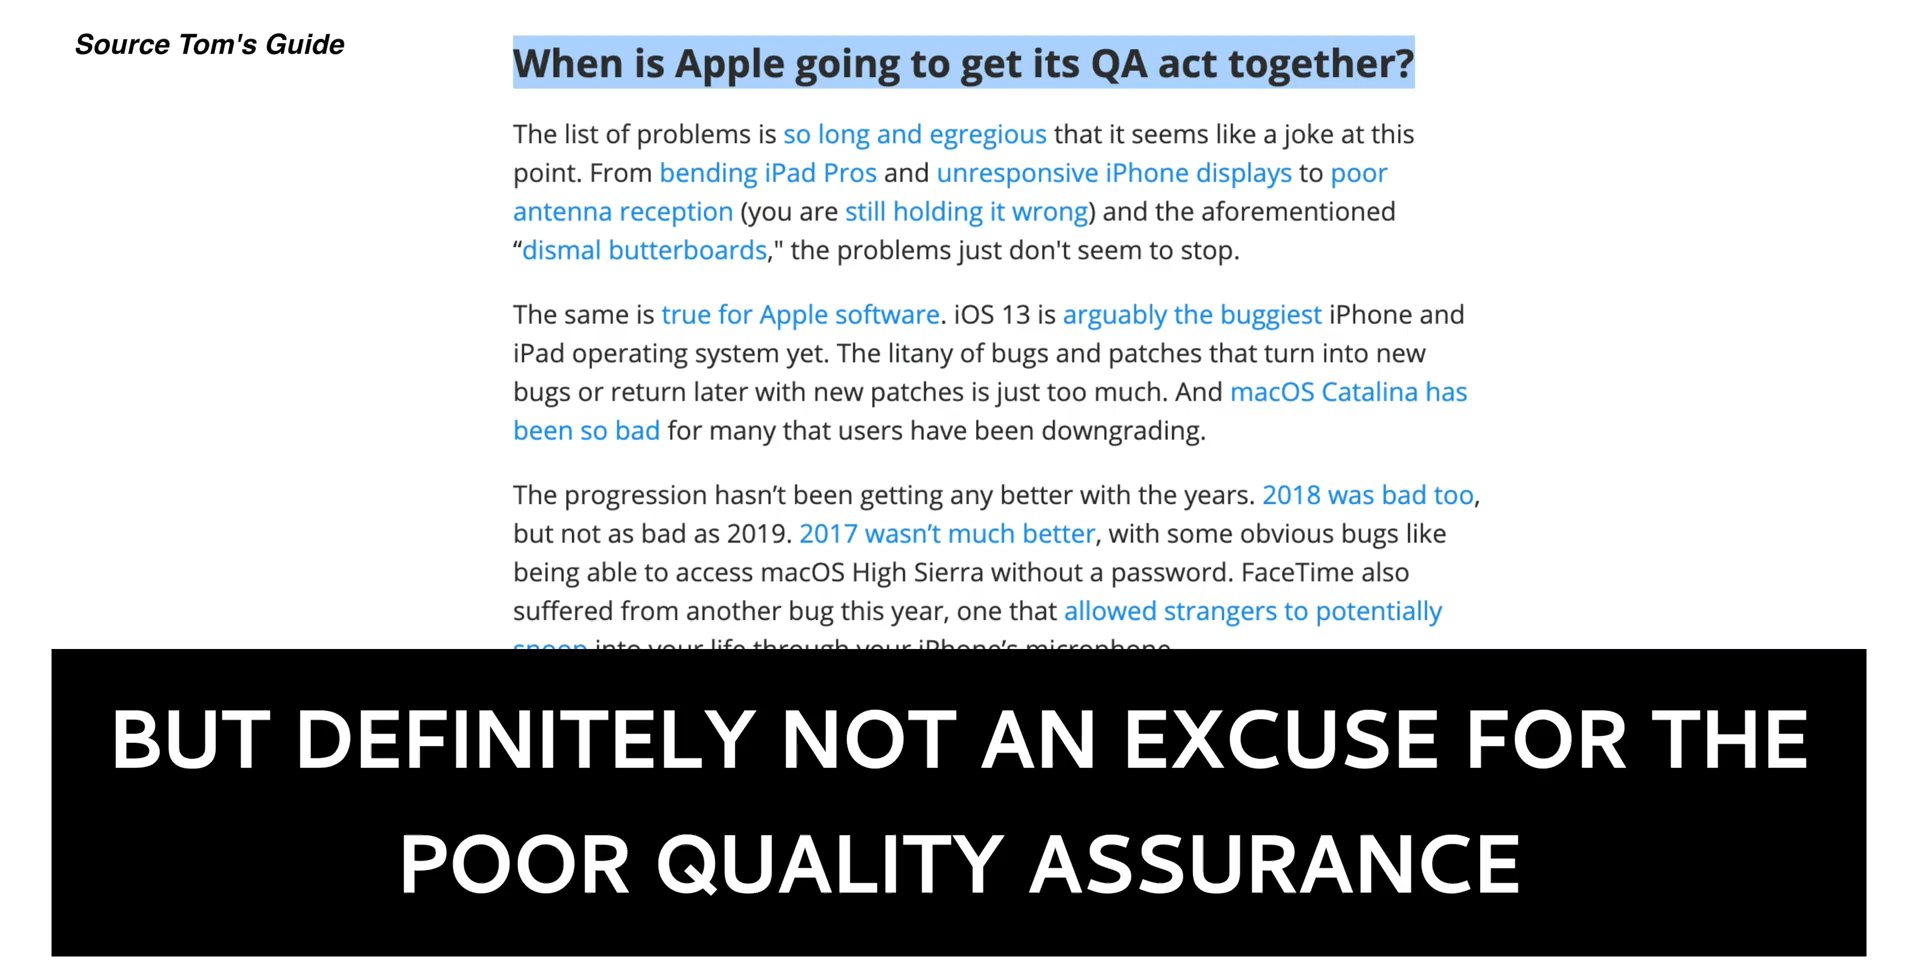 Source Tom's Guide
When is Apple going to get its QA act together?
The list of problems is so long and egregious that it seems like a joke at this
point. From bending iPad Pros and unresponsive iPhone displays to poor
antenna reception (you are still holding it wrong) and the aforementioned
“dismal butterboards," the problems just don't seem to stop.
The same is true for Apple software. iOS 13 is arguably the buggiest iPhone and
iPad operating system yet. The litany of bugs and patches that turn into new
bugs or return later with new patches is just too much. And macOS Catalina has
been so bad for many that users have been downgrading.
The progression hasn’t been getting any better with the years. 2018 was bad too,
but not as bad as 2019. 2017 wasn’t much better, with some obvious bugs like
being able to access macOS High Sierra without a password. FaceTime also
suffered from another bug this year, one that allowed strangers to potentially
snoop into your life through your iPhone’s microphone.
BUT DEFINITELY NOT AN EXCUSE FOR THE
POOR QUALITY ASSURANCE